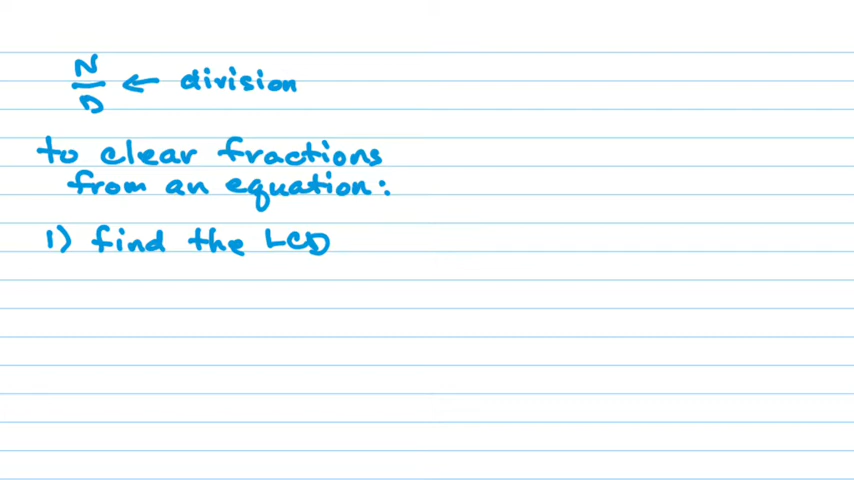 N
D ← division
to clear fractions
from an equation:
1) find the LCD